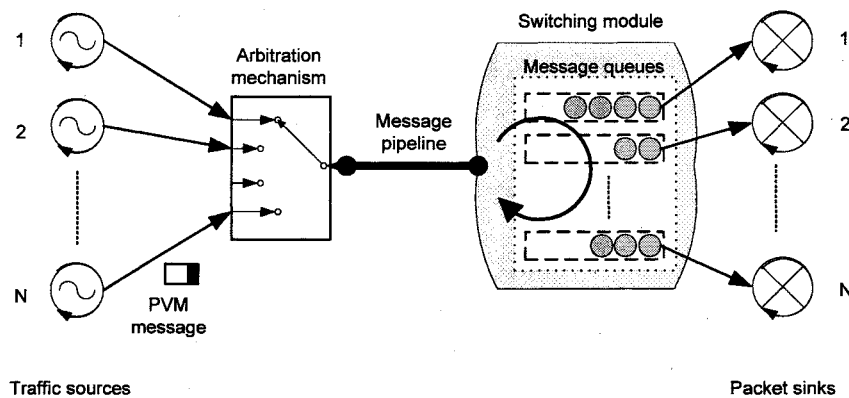 Switching module
1
Arbitration
mechanism
Message queues
1
2
Message
pipeline
2
N
PVM
message
N
Traffic sources
Packet sinks